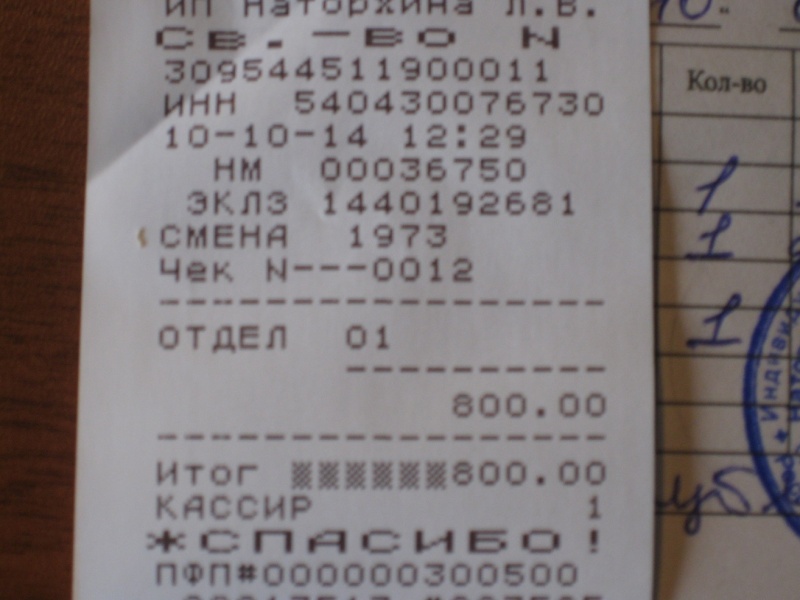 ИП Наторхина Л.В.
СВ.-ВО N
309544511900011
ИНН 540430076730
10-10-14 12:29
НМ 00036750
ЭКЛЗ 1440192681
СМЕНА 1973
Чек N---0012
ОТДЕЛ 01
800.00
Итог ▒▒▒▒▒▒800.00
КАССИР 1
*СПАСИБО!
ПФП#000000300500
Кол-во
1
1
1